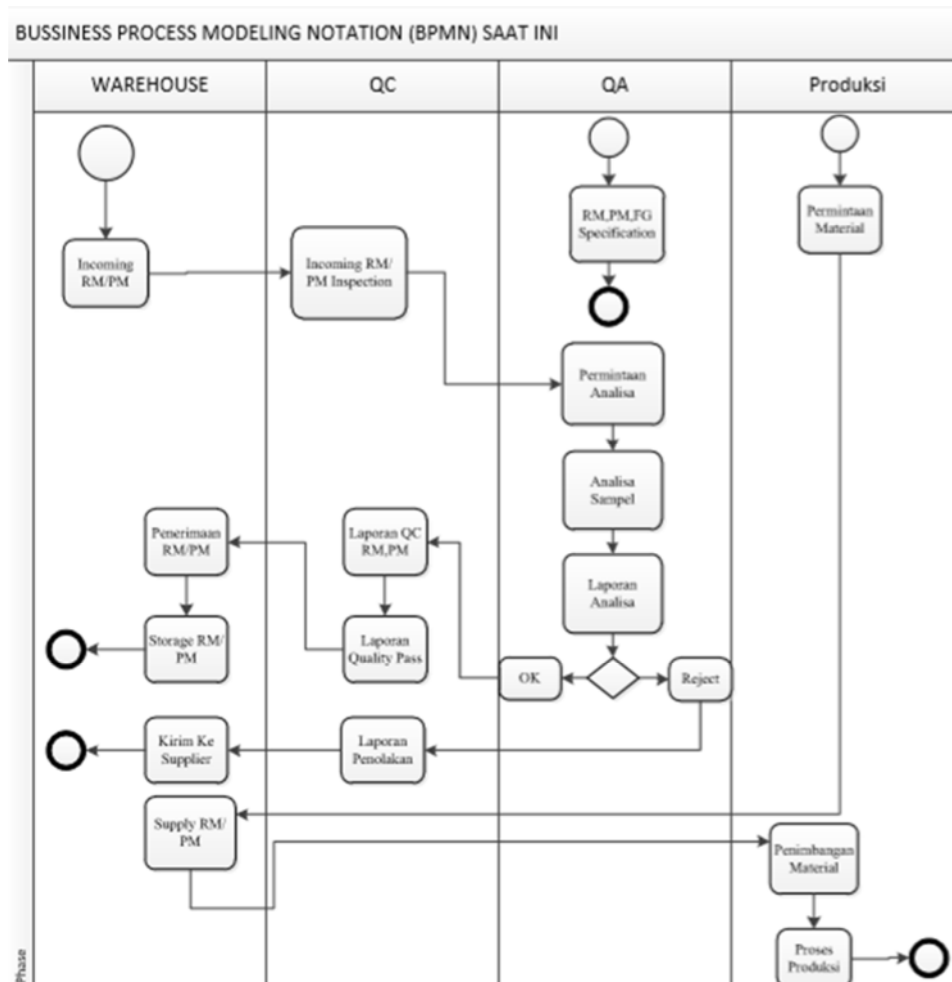 BUSSINESS PROCESS MODELING NOTATION (BPMN) SAAT INI
WAREHOUSE
QC
QA
Produksi
Incoming
RM/PM
Incoming RM/
PM Inspection
RM,PM,FG
Specification
Permintaan
Material
Permintaan
Analisa
Analisa
Sampel
Laporan
Analisa
Penerimaan
RM/PM
Laporan QC
RM,PM
Storage RM/
PM
Laporan
Quality Pass
OK
Reject
Kirim Ke
Supplier
Laporan
Penolakan
Supply RM/
PM
Penimbangan
Material
Proses
Produksi
Phase